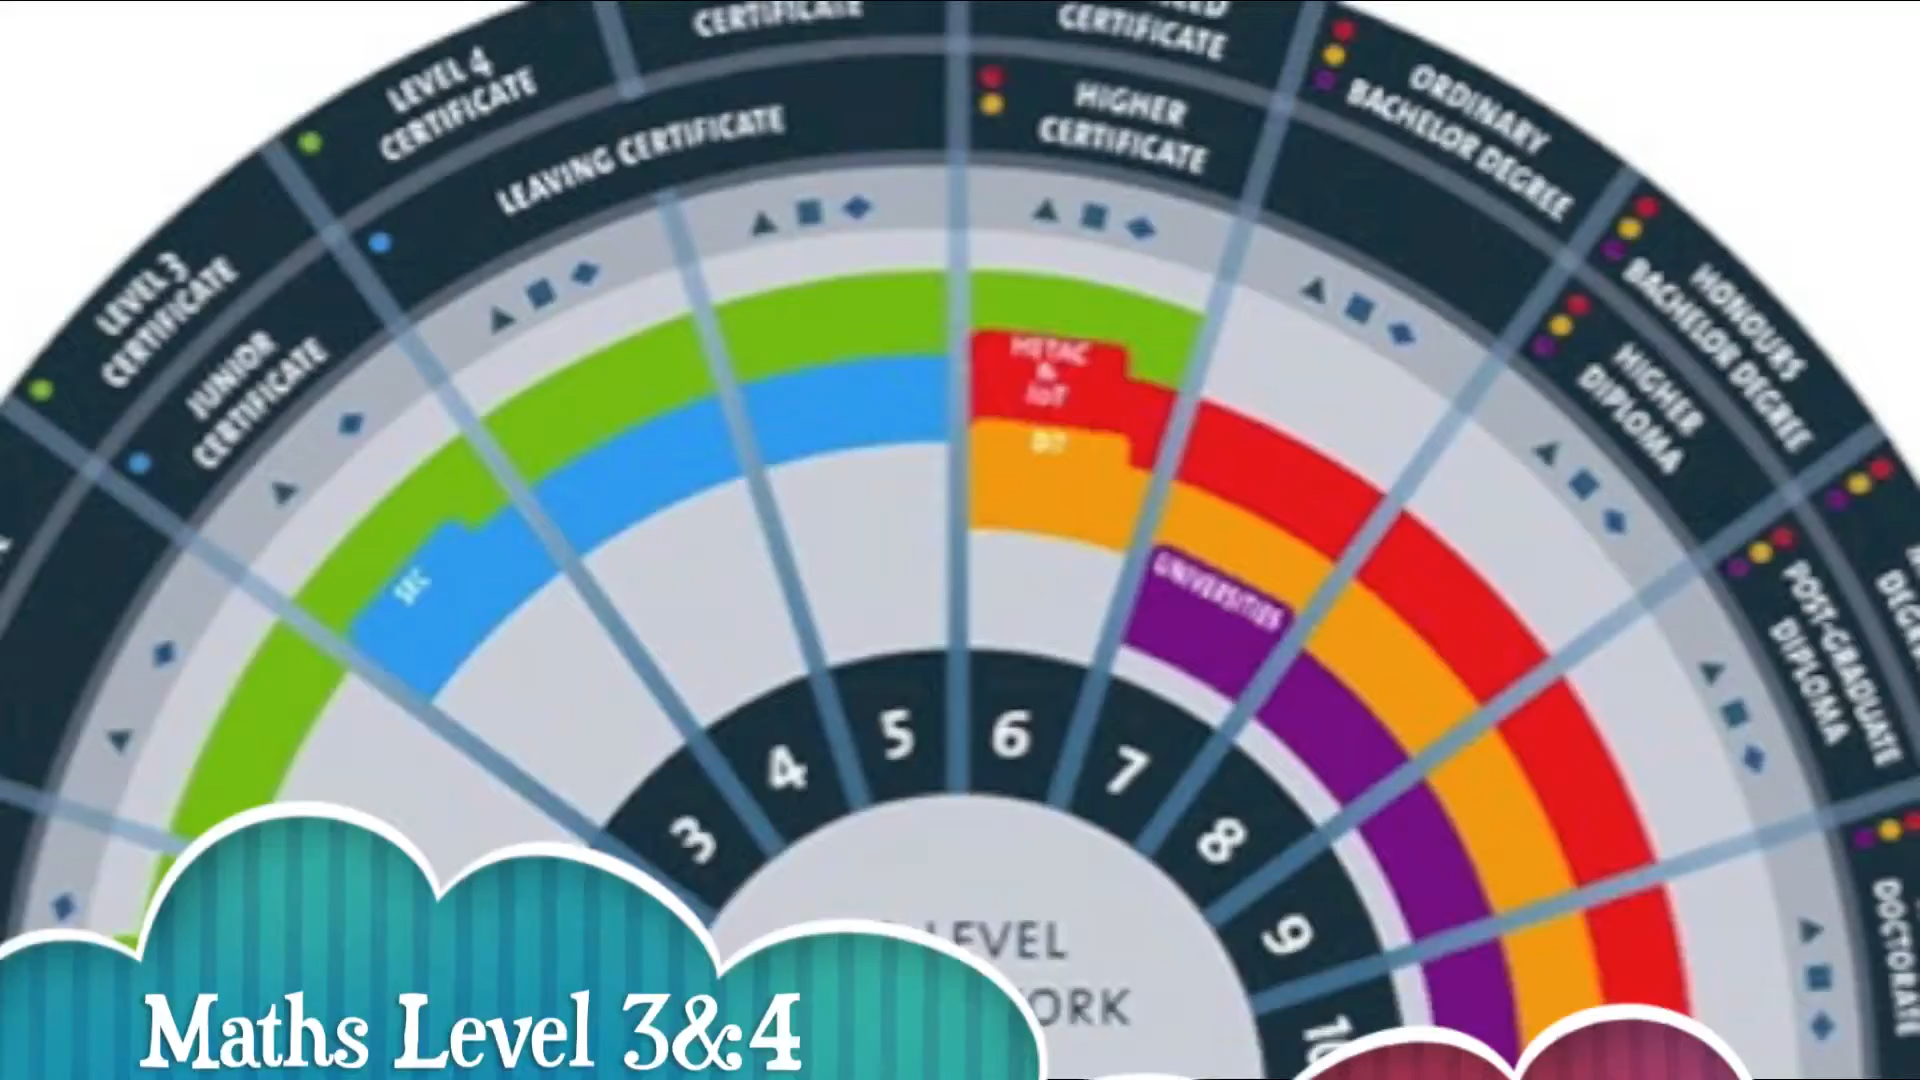 LEVEL 3
CERTIFICATE
JUNIOR
CERTIFICATE
LEVEL 4
CERTIFICATE
LEAVING CERTIFICATE
CERTIFICATE
CERTIFICATE
HIGHER
CERTIFICATE
ORDINARY
BACHELOR DEGREE
HONOURS
BACHELOR DEGREE
HIGHER
DIPLOMA
POST-GRADUATE
DIPLOMA
DOCTORATE
SEC
HETAC
&
IoT
DIT
UNIVERSITIES
3
4
5
6
7
8
9
10
LEVEL
Maths Level 3&4